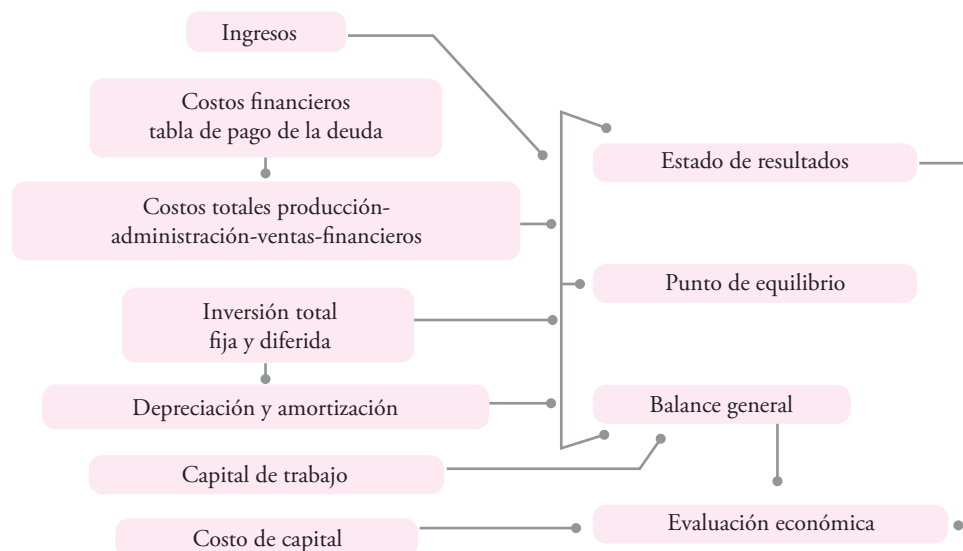 Ingresos
Costos financieros
tabla de pago de la deuda
Estado de resultados
Costos totales producción-
administración-ventas-financieros
Punto de equilibrio
Inversión total
fija y diferida
Depreciación y amortización
Balance general
Capital de trabajo
Evaluación económica
Costo de capital